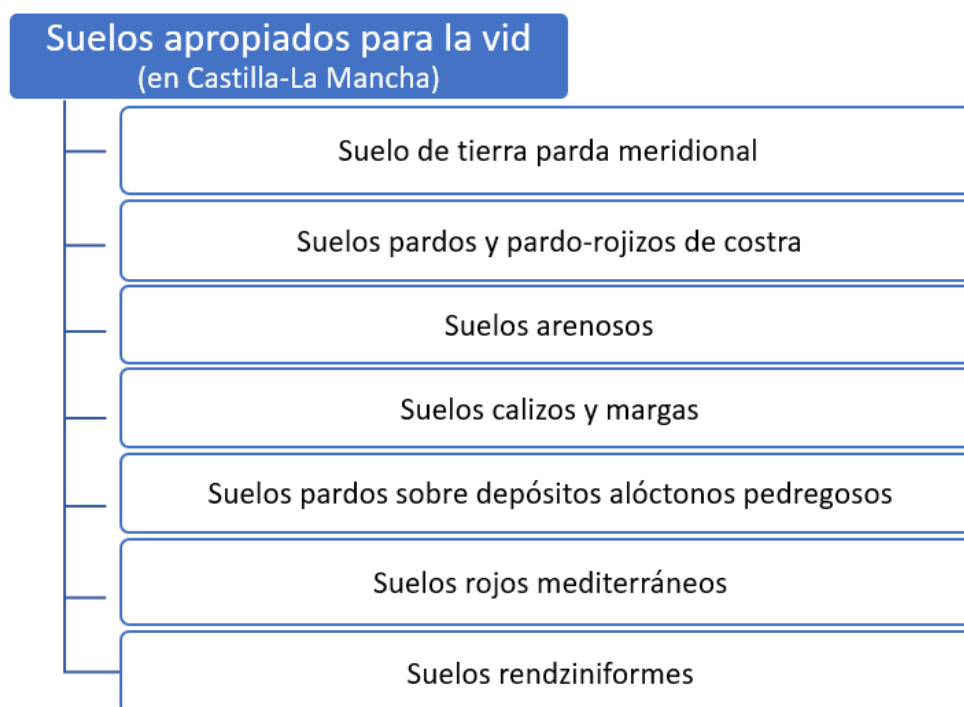 Suelos apropiados para la vid
(en Castilla-La Mancha)
Suelo de tierra parda meridional
Suelos pardos y pardo-rojizos de costra
Suelos arenosos
Suelos calizos y margas
Suelos pardos sobre depósitos alóctonos pedregosos
Suelos rojos mediterráneos
Suelos rendziniformes